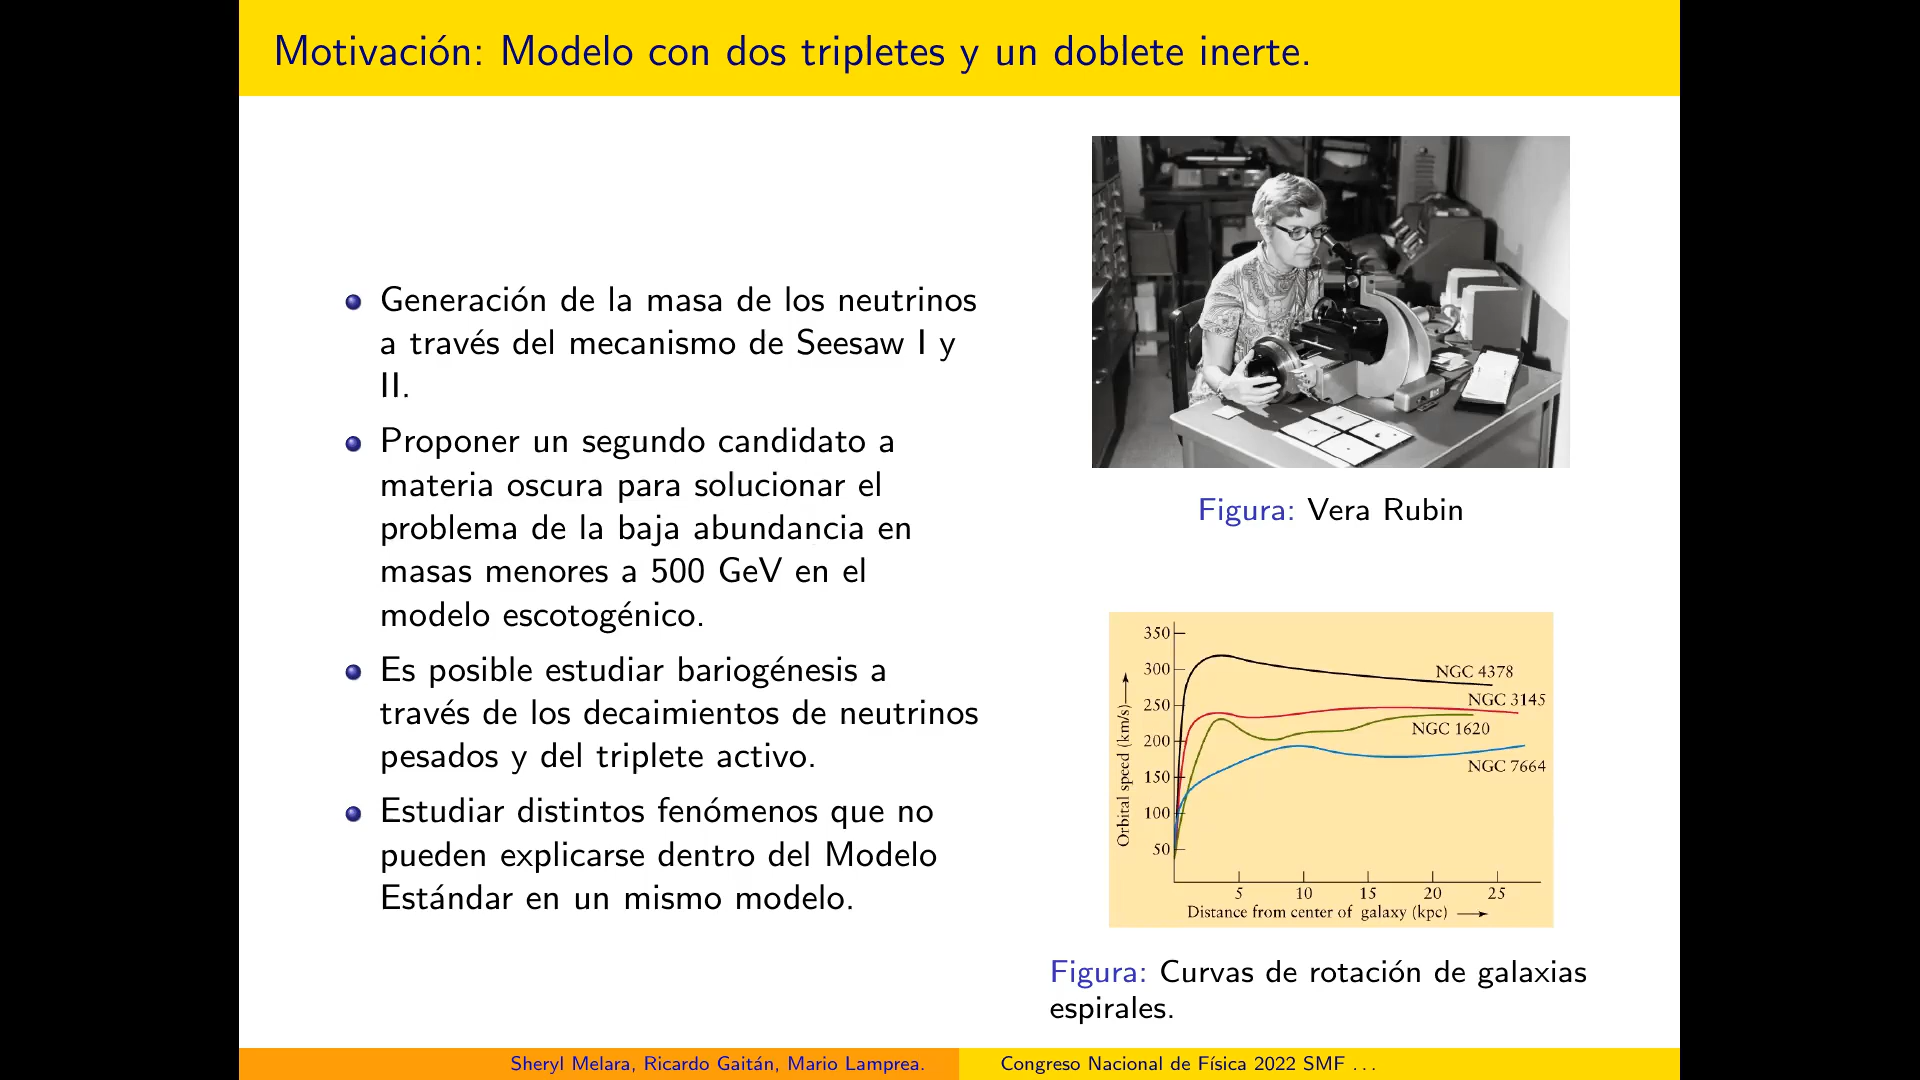 Motivación: Modelo con dos tripletes y un doblete inerte.
Generación de la masa de los neutrinos
a través del mecanismo de Seesaw I y
II.
Proponer un segundo candidato a
materia oscura para solucionar el
problema de la baja abundancia en
masas menores a 500 GeV en el
modelo escotogénico.
Es posible estudiar bariogénesis a
través de los decaimientos de neutrinos
pesados y del triplete activo.
Estudiar distintos fenómenos que no
pueden explicarse dentro del Modelo
Estándar en un mismo modelo.
Figura: Vera Rubin
350
300
250
200
150
100
50
Orbital speed (km/s)
NGC 4378
NGC 3145
NGC 1620
NGC 7664
5 10 15 20 25
Distance from center of galaxy (kpc)
Figura: Curvas de rotación de galaxias
espirales.
Sheryl Melara, Ricardo Gaitán, Mario Lamprea.
Congreso Nacional de Física 2022 SMF ...